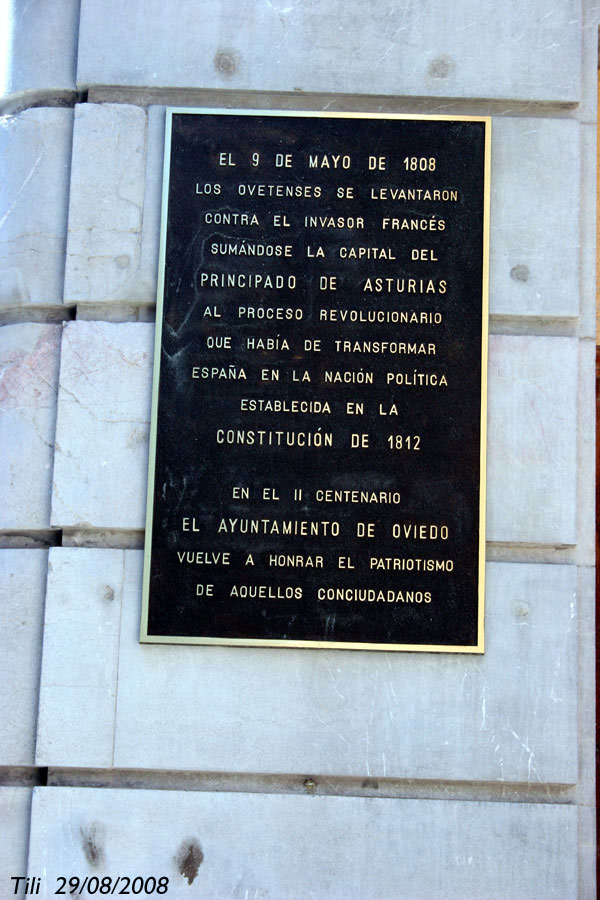 EL 9 DE MAYO DE 1808
LOS OVETENSES SE LEVANTARON
CONTRA EL INVASOR FRANCÉS
SUMÁNDOSE LA CAPITAL DEL
PRINCIPADO DE ASTURIAS
AL PROCESO REVOLUCIONARIO
QUE HABÍA DE TRANSFORMAR
ESPAÑA EN LA NACIÓN POLÍTICA
ESTABLECIDA EN LA
CONSTITUCIÓN DE 1812
EN EL II CENTENARIO
EL AYUNTAMIENTO DE OVIEDO
VUELVE A HONRAR EL PATRIOTISMO
DE AQUELLOS CONCIUDADANOS
Tili 29/08/2008